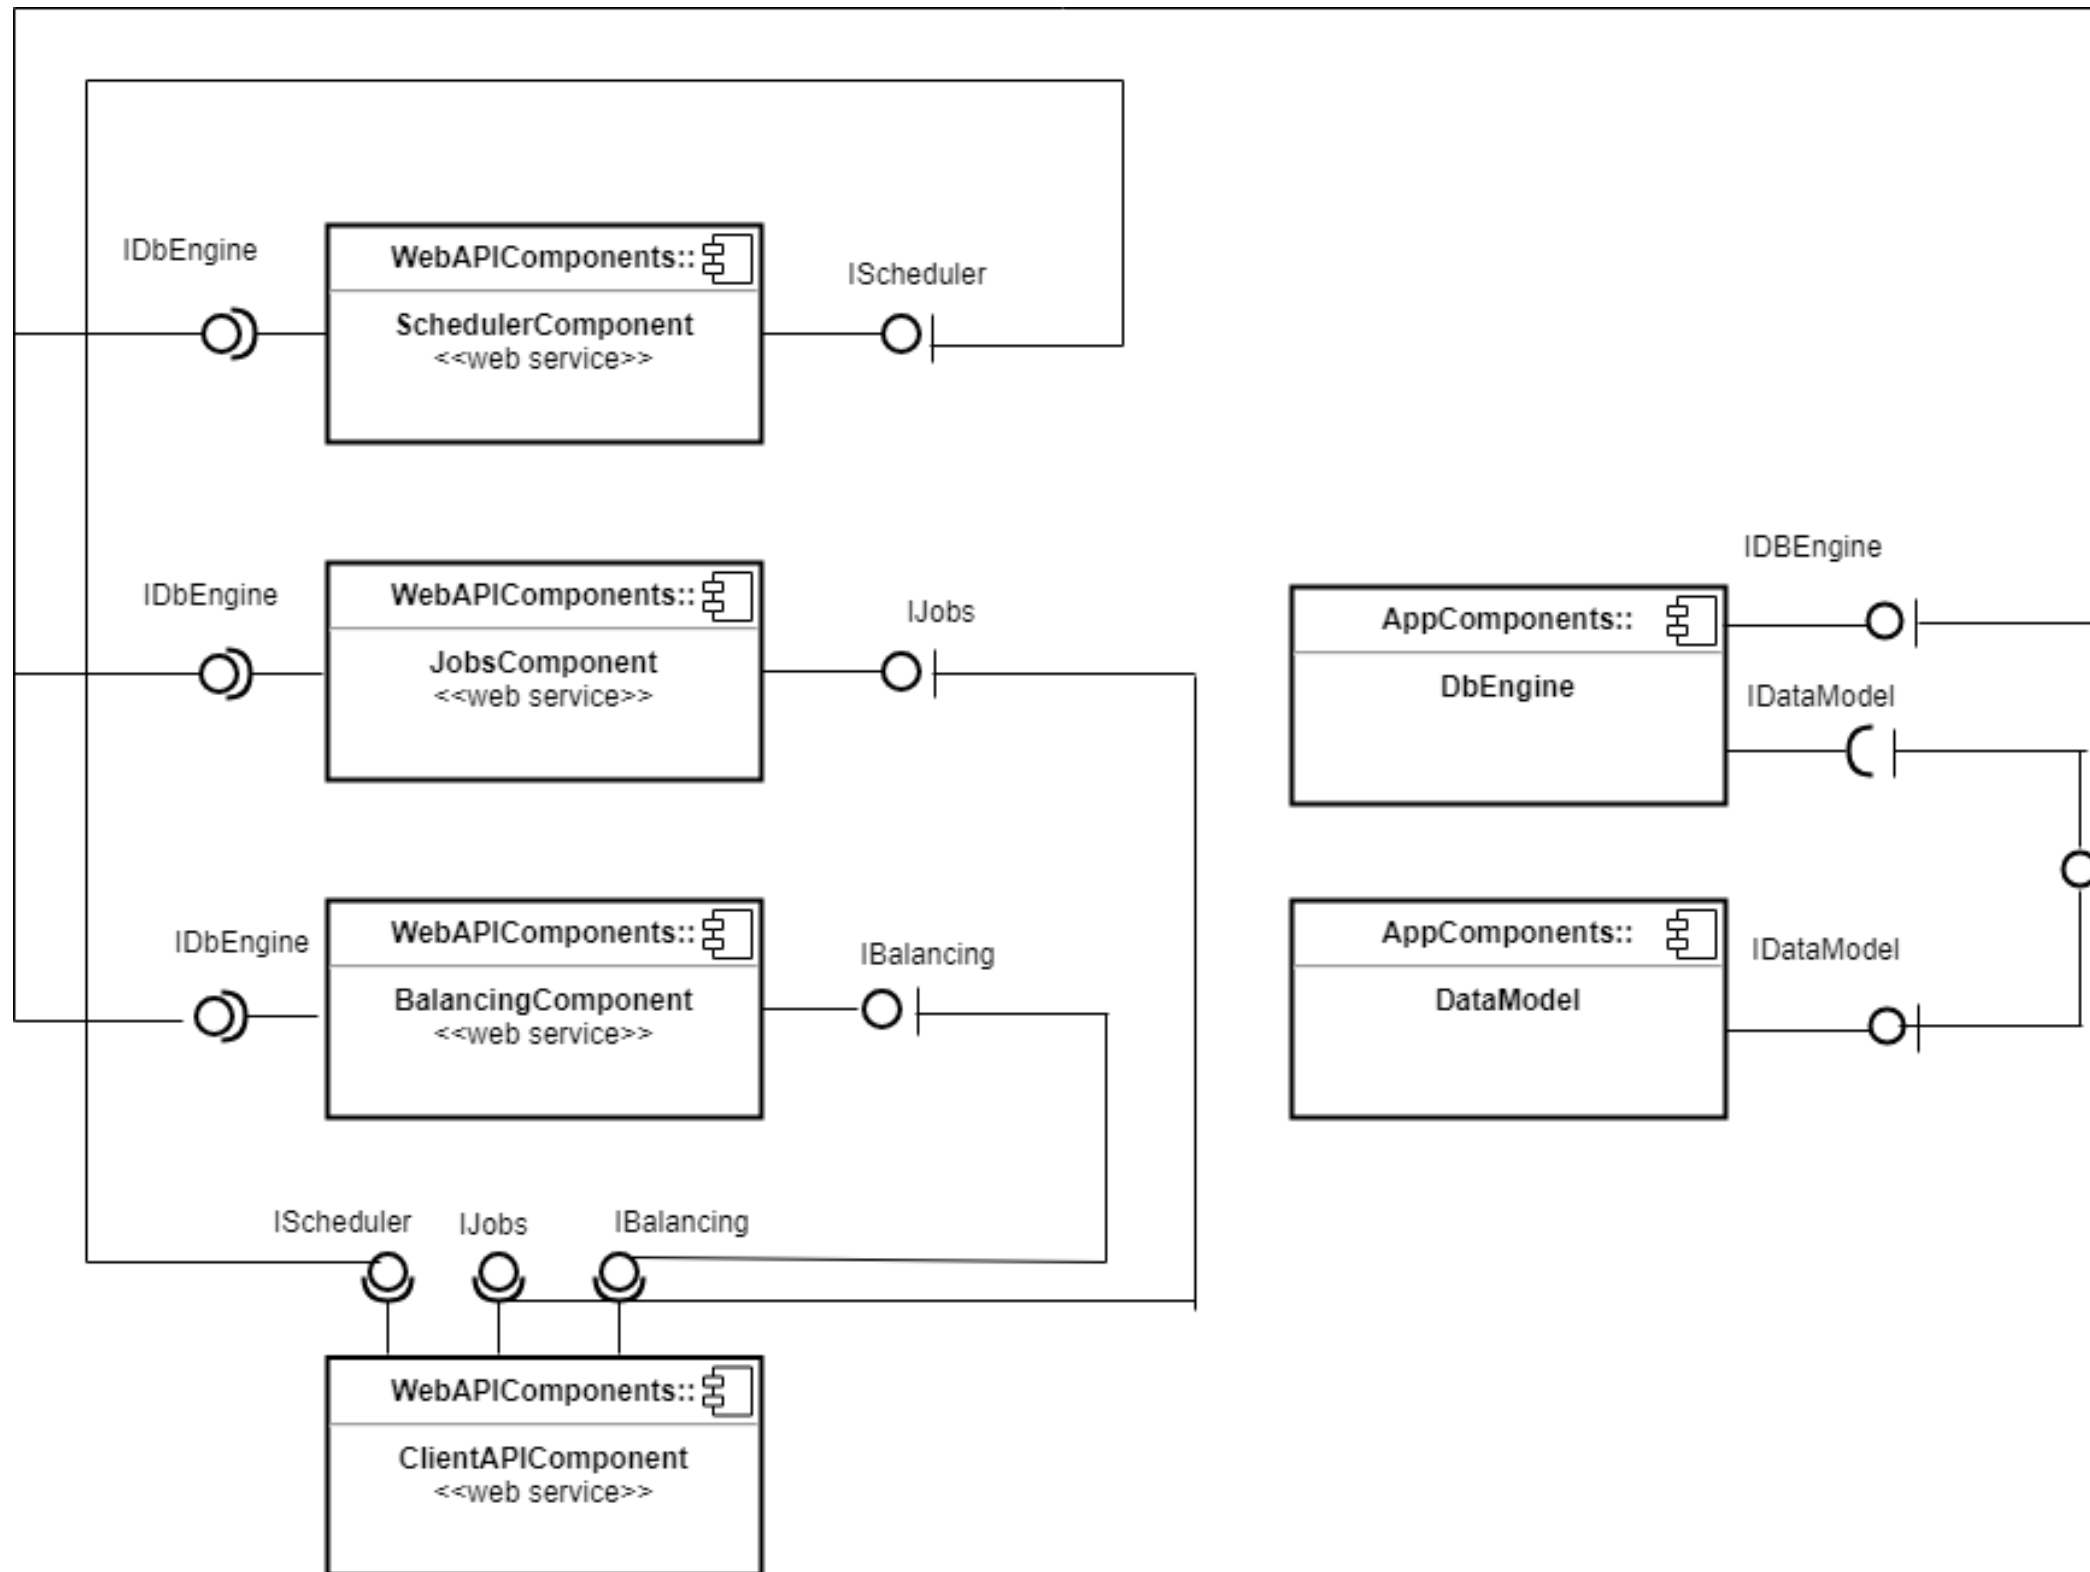 IDbEngine
WebAPIComponents::
SchedulerComponent
<<web service>>
IScheduler
IDbEngine
WebAPIComponents::
JobsComponent
<<web service>>
IJobs
IDBEngine
AppComponents::
DbEngine
IDataModel
IDbEngine
WebAPIComponents::
BalancingComponent
<<web service>>
IBalancing
AppComponents::
DataModel
IDataModel
IScheduler
IJobs
IBalancing
WebAPIComponents::
ClientAPIComponent
<<web service>>